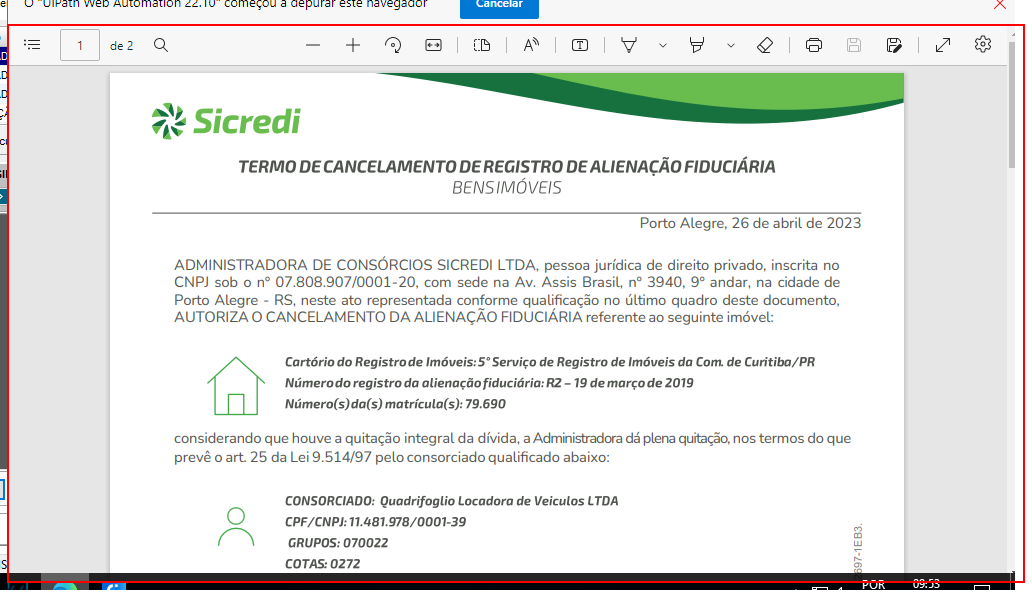 O "UiPath Web Automation 22.10" começou a depurar este navegador
Cancelar
1 de 2
Sicredi
TERMO DE CANCELAMENTO DE REGISTRO DE ALIENAÇÃO FIDUCIÁRIA
BENS IMÓVEIS
Porto Alegre, 26 de abril de 2023
ADMINISTRADORA DE CONSÓRCIOS SICREDI LTDA, pessoa jurídica de direito privado, inscrita no
CNPJ sob o nº 07.808.907/0001-20, com sede na Av. Assis Brasil, nº 3940, 9° andar, na cidade de
Porto Alegre - RS, neste ato representada conforme qualificação no último quadro deste documento,
AUTORIZA O CANCELAMENTO DA ALIENAÇÃO FIDUCIÁRIA referente ao seguinte imóvel:
Cartório do Registro de Imóveis: 5° Serviço de Registro de Imóveis da Com. de Curitiba/PR
Número do registro da alienação fiduciária: R2 – 19 de março de 2019
Número(s) da(s) matrícula(s): 79.690
considerando que houve a quitação integral da dívida, a Administradora dá plena quitação, nos termos do que
prevê o art. 25 da Lei 9.514/97 pelo consorciado qualificado abaixo:
CONSORCIADO: Quadrifoglio Locadora de Veiculos LTDA
CPF/CNPJ: 11.481.978/0001-39
GRUPOS: 070022
COTAS: 0272
697-1EB3.
POR
09:53